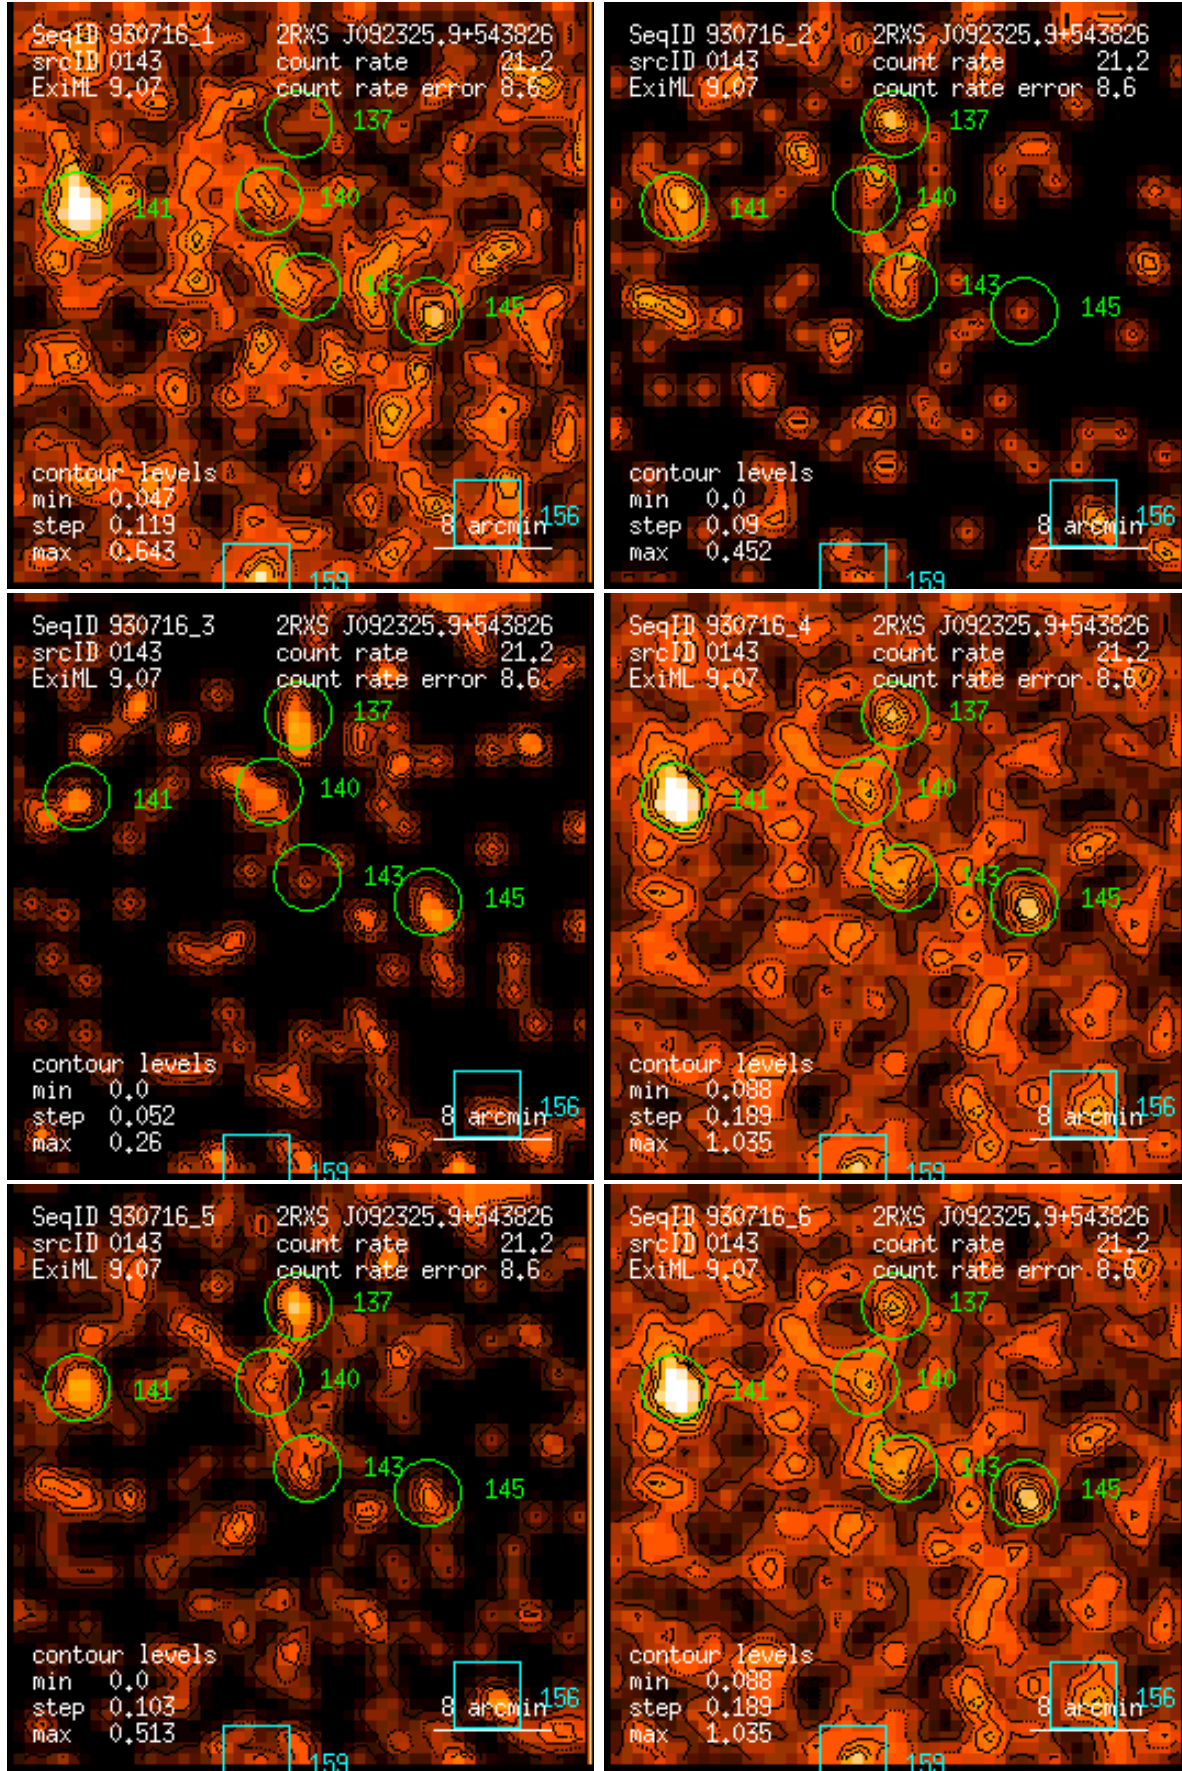 SeqID 930716_1 2RXS J092325.9+543826
srcID 0143 count rate 21.2
ExiML 9.07 count rate error 8.6
137
140
141
143
145
contour levels
min 0.047
step 0.119
max 0.643
8 arcmin
156
159
SeqID 930716_2 2RXS J092325.9+543826
srcID 0143 count rate 21.2
ExiML 9.07 count rate error 8.6
137
140
141
143
145
contour levels
min 0.0
step 0.09
max 0.452
8 arcmin
156
159
SeqID 930716_3 2RXS J092325.9+543826
srcID 0143 count rate 21.2
ExiML 9.07 count rate error 8.6
137
140
141
143
145
contour levels
min 0.0
step 0.052
max 0.26
8 arcmin
156
159
SeqID 930716_4 2RXS J092325.9+543826
srcID 0143 count rate 21.2
ExiML 9.07 count rate error 8.6
137
140
141
143
145
contour levels
min 0.088
step 0.189
max 1.035
8 arcmin
156
159
SeqID 930716_5 2RXS J092325.9+543826
srcID 0143 count rate 21.2
ExiML 9.07 count rate error 8.6
137
140
141
143
145
contour levels
min 0.0
step 0.103
max 0.513
8 arcmin
156
159
SeqID 930716_6 2RXS J092325.9+543826
srcID 0143 count rate 21.2
ExiML 9.07 count rate error 8.6
137
140
141
143
145
contour levels
min 0.088
step 0.189
max 1.035
8 arcmin
156
159